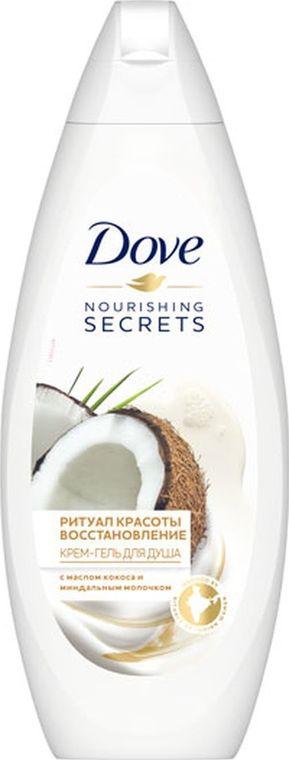 Dove
NOURISHING
SECRETS
РИТУАЛ КРАСОТЫ
ВОССТАНОВЛЕНИЕ
КРЕМ-ГЕЛЬ ДЛЯ ДУША
с маслом кокоса и
миндальным молочком